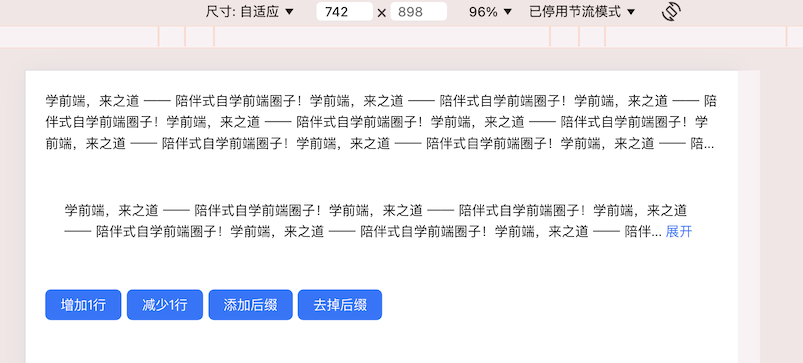 尺寸: 自适应 ▼ 742 × 898 96% ▼ 已停用节流模式 ▼
学前端，来之道 —— 陪伴式自学前端圈子！学前端，来之道 —— 陪伴式自学前端圈子！学前端，来之道 —— 陪
伴式自学前端圈子！学前端，来之道 —— 陪伴式自学前端圈子！学前端，来之道 —— 陪伴式自学前端圈子！学
前端，来之道 —— 陪伴式自学前端圈子！学前端，来之道 —— 陪伴式自学前端圈子！学前端，来之道 —— 陪...
学前端，来之道 —— 陪伴式自学前端圈子！学前端，来之道 —— 陪伴式自学前端圈子！学前端，来之道
—— 陪伴式自学前端圈子！学前端，来之道 —— 陪伴式自学前端圈子！学前端，来之道 —— 陪伴... 展开
增加1行 减少1行 添加后缀 去掉后缀